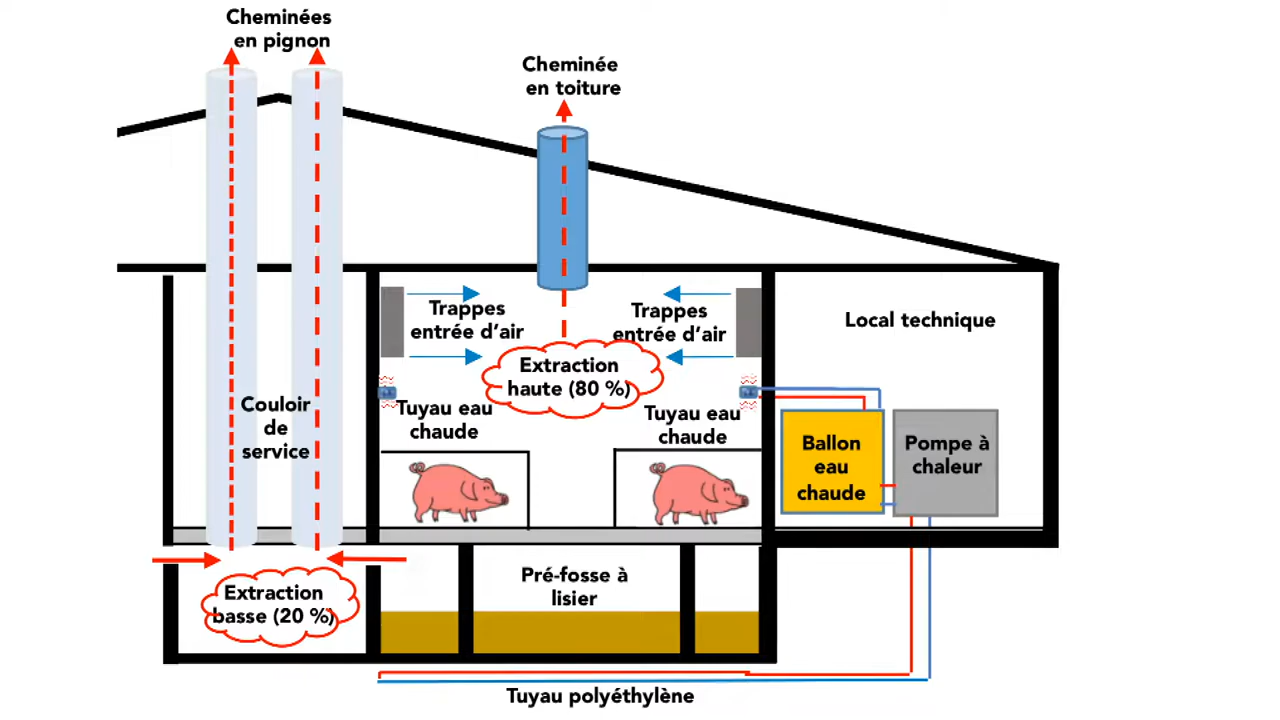 Cheminées
en pignon
Cheminée
en toiture
Trappes
entrée d'air
Trappes
entrée d'air
Local technique
Extraction
haute (80 %)
Couloir
de
service
Tuyau eau
chaude
Tuyau eau
chaude
Ballon
eau
chaude
Pompe à
chaleur
Extraction
basse (20 %)
Pré-fosse à
lisier
Tuyau polyéthylène